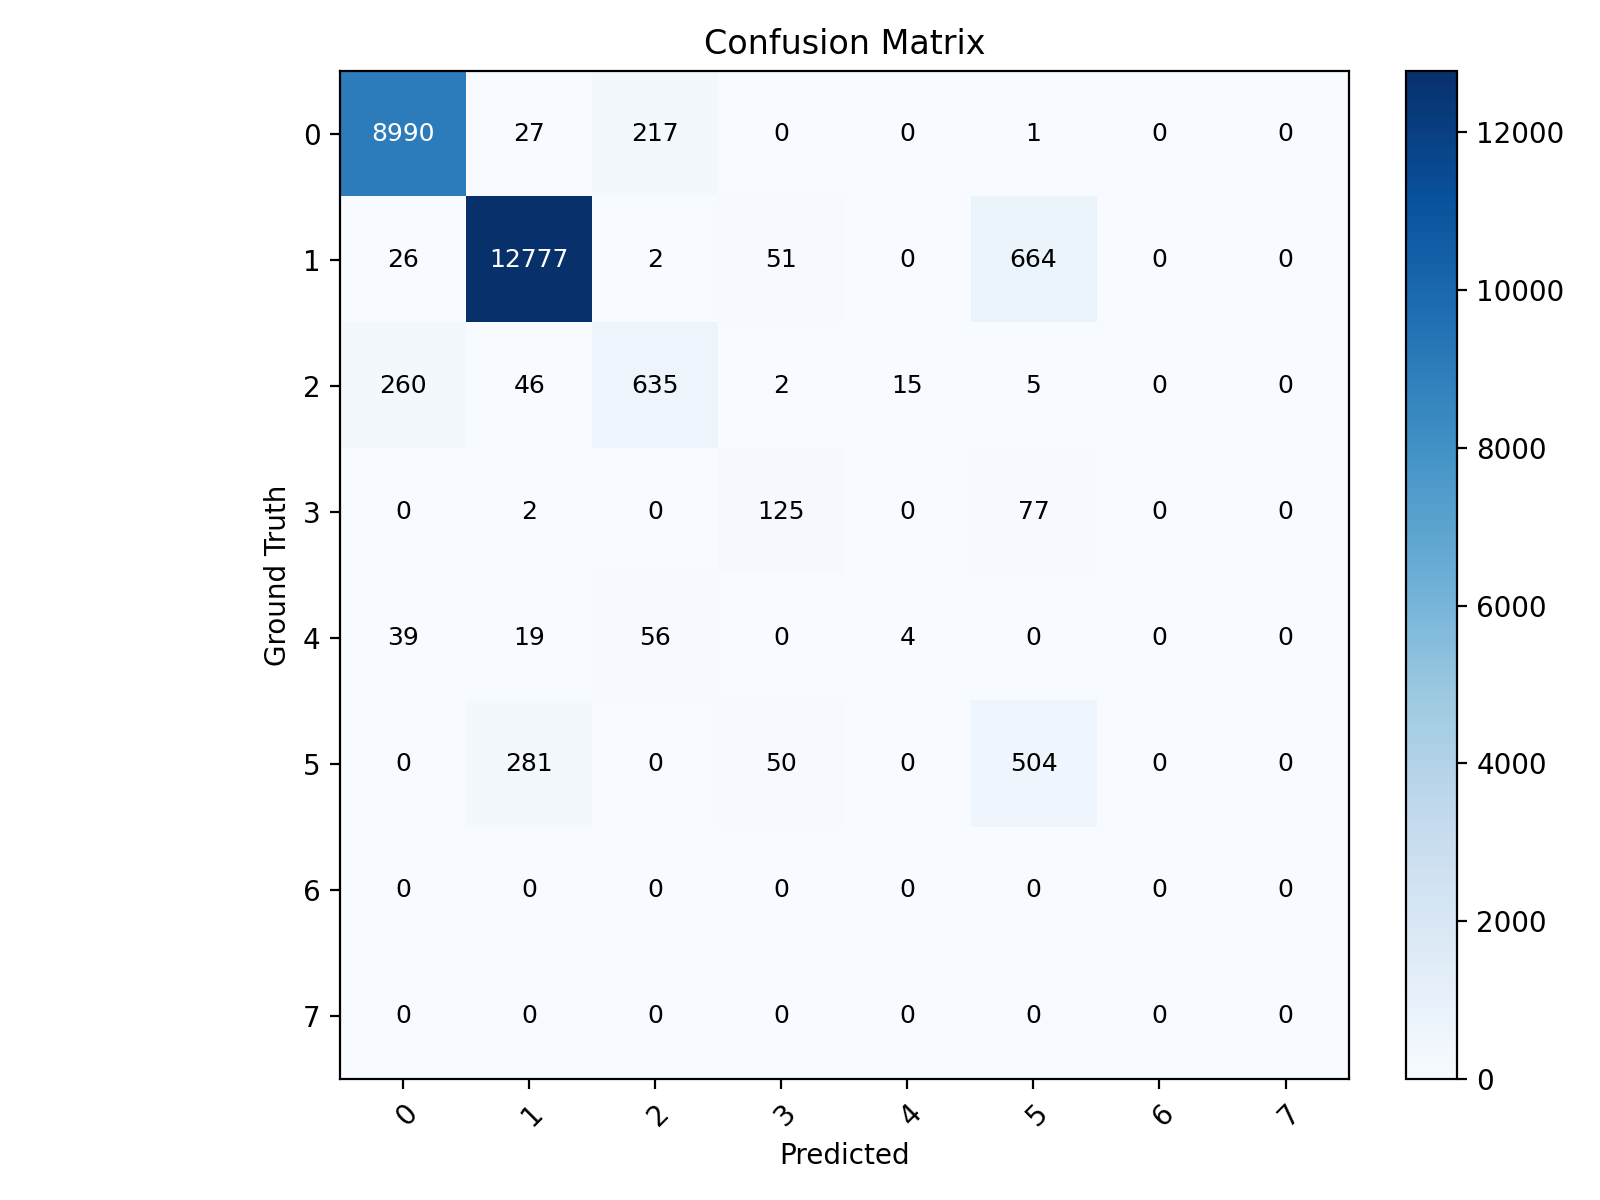 Confusion Matrix
0 8990 27 217 0 0 1 0 0
1 26 12777 2 51 0 664 0 0
2 260 46 635 2 15 5 0 0
3 0 2 0 125 0 77 0 0
4 39 19 56 0 4 0 0 0
5 0 281 0 50 0 504 0 0
6 0 0 0 0 0 0 0 0
7 0 0 0 0 0 0 0 0
0 1 2 3 4 5 6 7
Predicted
Ground Truth
12000
10000
8000
6000
4000
2000
0